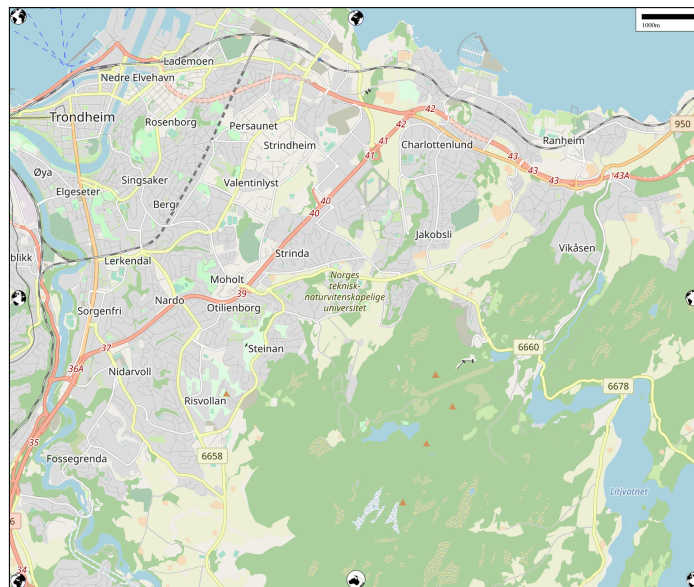 1000m
Lademoen
Nedre Elvehavn
Trondheim
Rosenborg
Persaunet
Strindheim
42
42
950
Charlottenlund
Ranheim
41
41
43
43
43
43A
Øya
Elgeseter
Singsaker
Valentinlyst
Berg
40
40
Jakobsli
Vikåsen
blikk
Lerkendal
Strinda
Norges
teknisk-
naturvitenskapelige
universitet
Moholt
39
Nardo
Otilienborg
Sorgenfri
37
Steinan
6660
36A
Nidarvoll
6678
Risvollan
35
6658
Fossegrenda
Litjvatnet
6
34